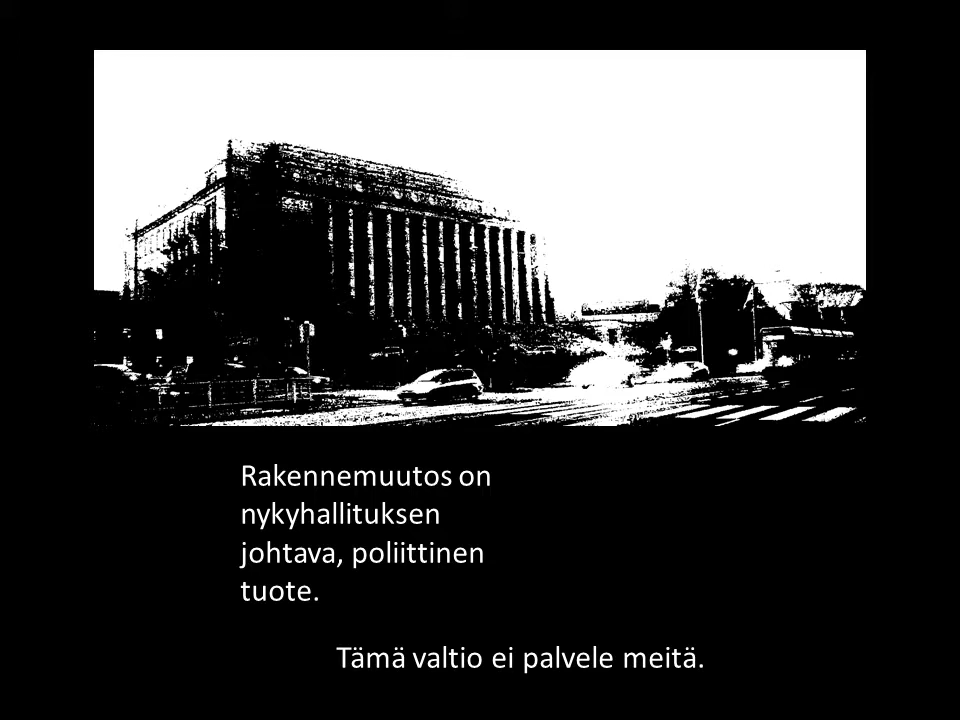 Rakennemuutos on
nykyhallituksen
johtava, poliittinen
tuote.
Tämä valtio ei palvele meitä.